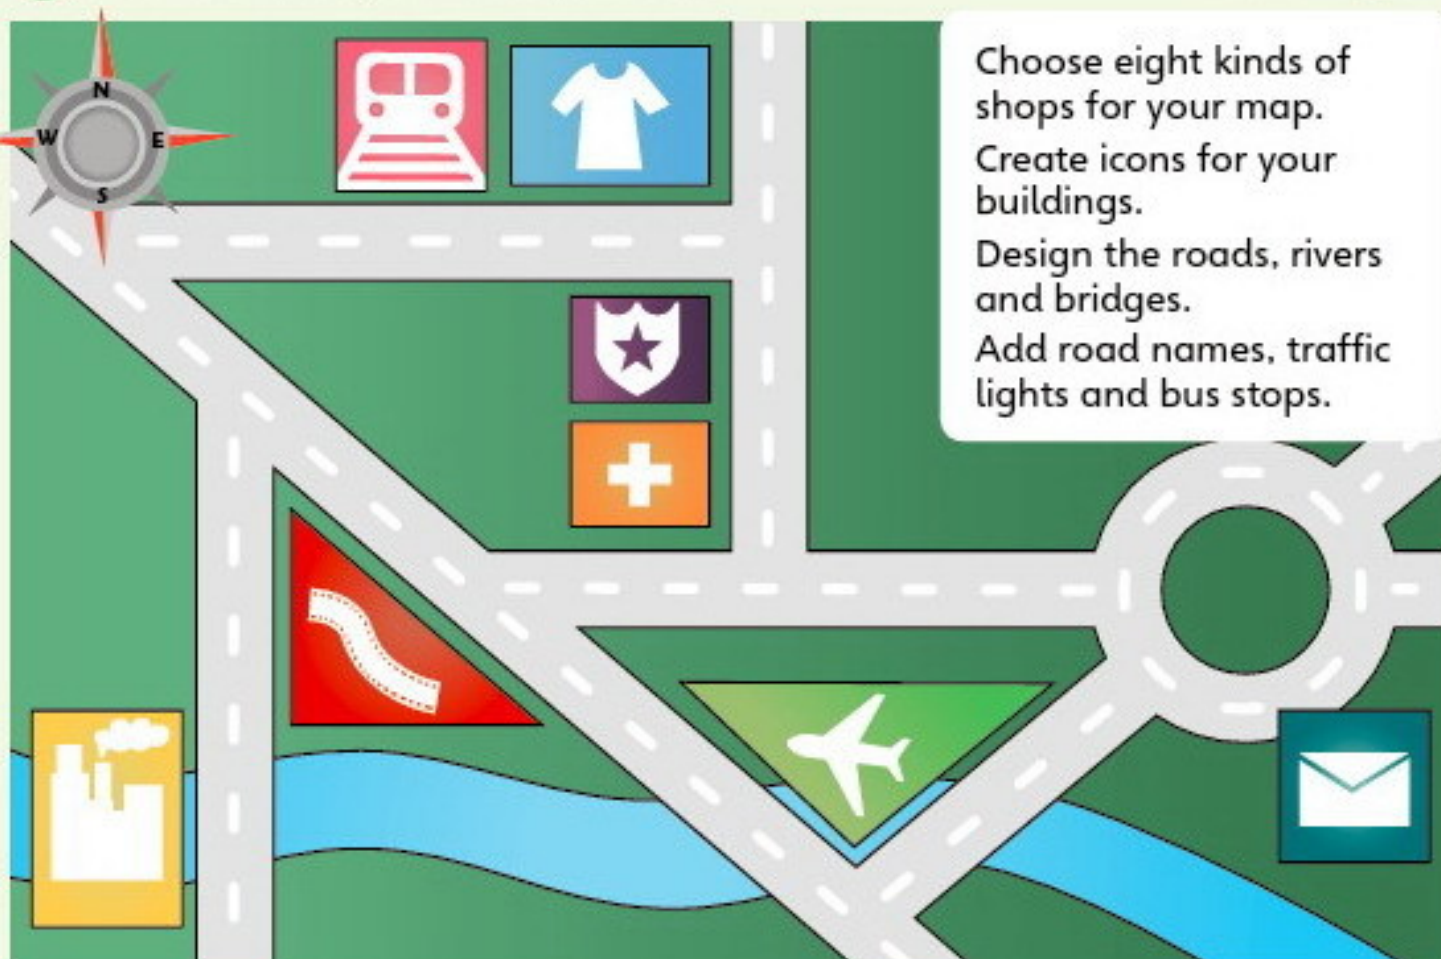 N
W E
S
Choose eight kinds of
shops for your map.
Create icons for your
buildings.
Design the roads, rivers
and bridges.
Add road names, traffic
lights and bus stops.